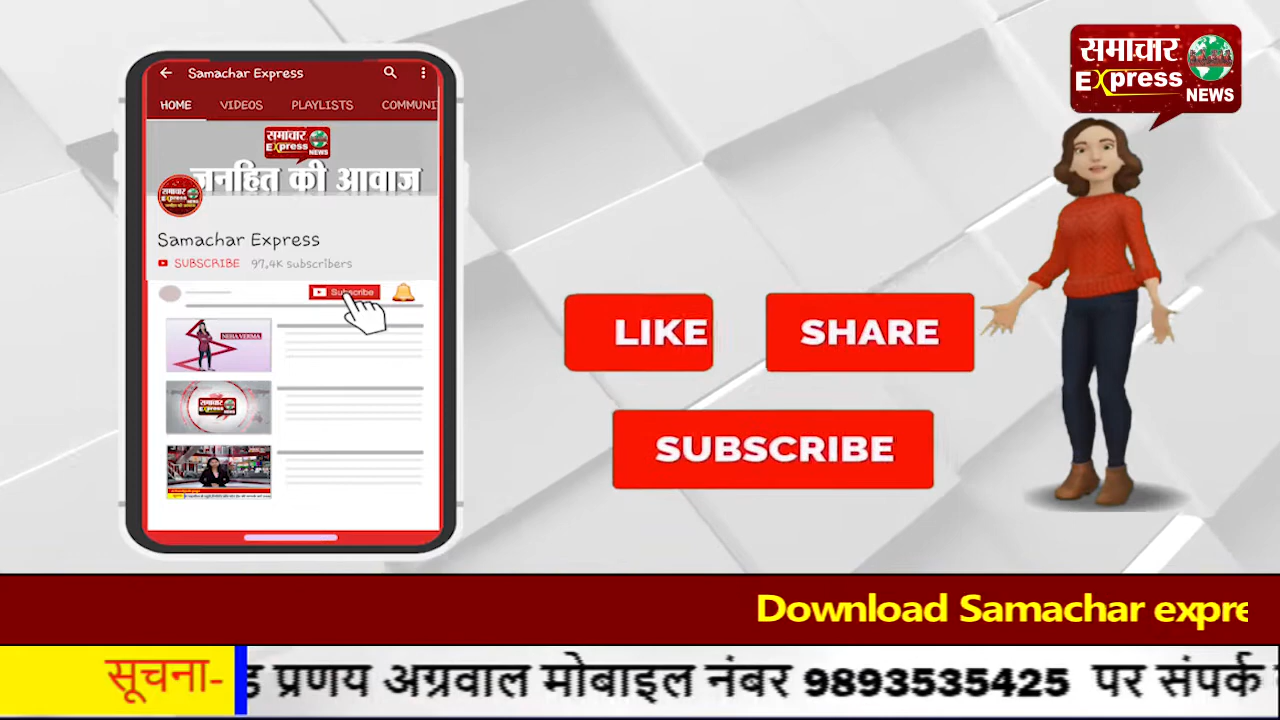 समाचार
Express
NEWS
Samachar Express
HOME VIDEOS PLAYLISTS COMMUNI
समाचार
Express
NEWS
जनहित की आवाज
Samachar Express
SUBSCRIBE 97.4K subscribers
Subscribe
LIKE SHARE
SUBSCRIBE
Download Samachar expre
सूचना- प्रणय अग्रवाल मोबाइल नंबर 9893535425 पर संपर्क